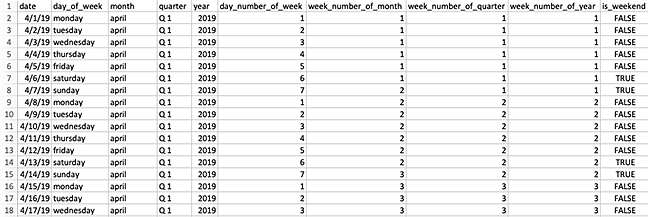 1 date day_of_week month quarter year day_number_of_week week_number_of_month week_number_of_quarter week_number_of_year is_weekend
2 4/1/19 monday april Q 1 2019 1 1 1 1 FALSE
3 4/2/19 tuesday april Q 1 2019 2 1 1 1 FALSE
4 4/3/19 wednesday april Q 1 2019 3 1 1 1 FALSE
5 4/4/19 thursday april Q 1 2019 4 1 1 1 FALSE
6 4/5/19 friday april Q 1 2019 5 1 1 1 FALSE
7 4/6/19 saturday april Q 1 2019 6 1 1 1 TRUE
8 4/7/19 sunday april Q 1 2019 7 1 1 1 TRUE
9 4/8/19 monday april Q 1 2019 1 2 2 2 FALSE
10 4/9/19 tuesday april Q 1 2019 2 2 2 2 FALSE
11 4/10/19 wednesday april Q 1 2019 3 2 2 2 FALSE
12 4/11/19 thursday april Q 1 2019 4 2 2 2 FALSE
13 4/12/19 friday april Q 1 2019 5 2 2 2 FALSE
14 4/13/19 saturday april Q 1 2019 6 2 2 2 TRUE
15 4/14/19 sunday april Q 1 2019 7 2 2 2 TRUE
16 4/15/19 monday april Q 1 2019 1 3 3 3 FALSE
17 4/16/19 tuesday april Q 1 2019 2 3 3 3 FALSE
18 4/17/19 wednesday april Q 1 2019 3 3 3 3 FALSE